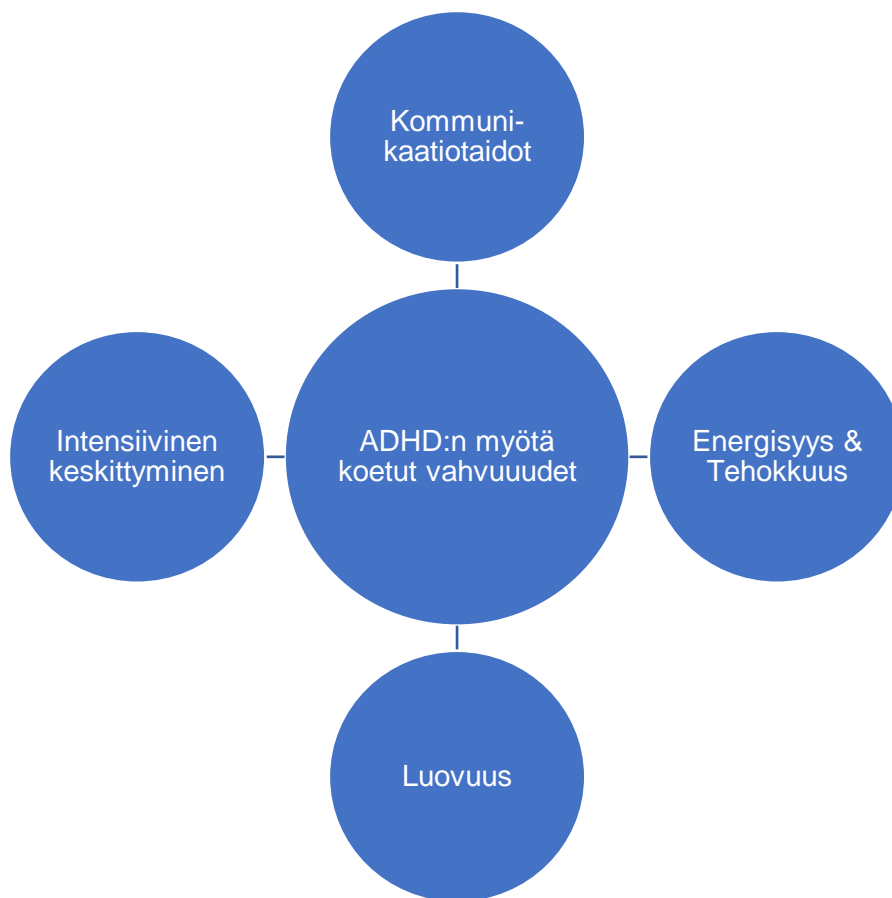 Kommuni-
kaatiotaidot
Intensiivinen
keskittyminen
ADHD:n myötä
koetut vahvuuudet
Energisyys &
Tehokkuus
Luovuus